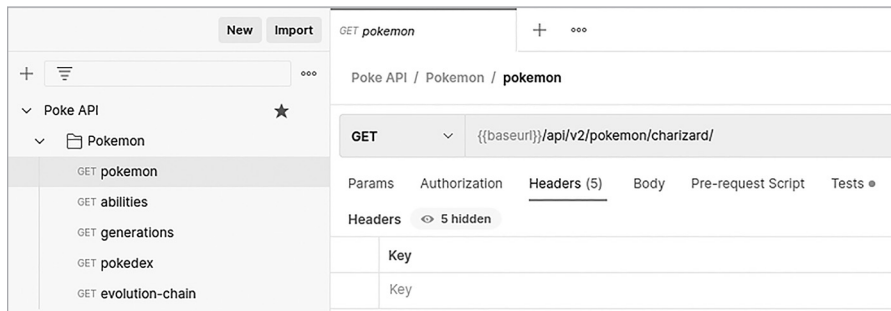 New Import
GET pokemon
Poke API / Pokemon / pokemon
Poke API
Pokemon
GET pokemon
GET abilities
GET generations
GET pokedex
GET evolution-chain
GET {{baseurl}}/api/v2/pokemon/charizard/
Params Authorization Headers (5) Body Pre-request Script Tests
Headers 5 hidden
Key
Key